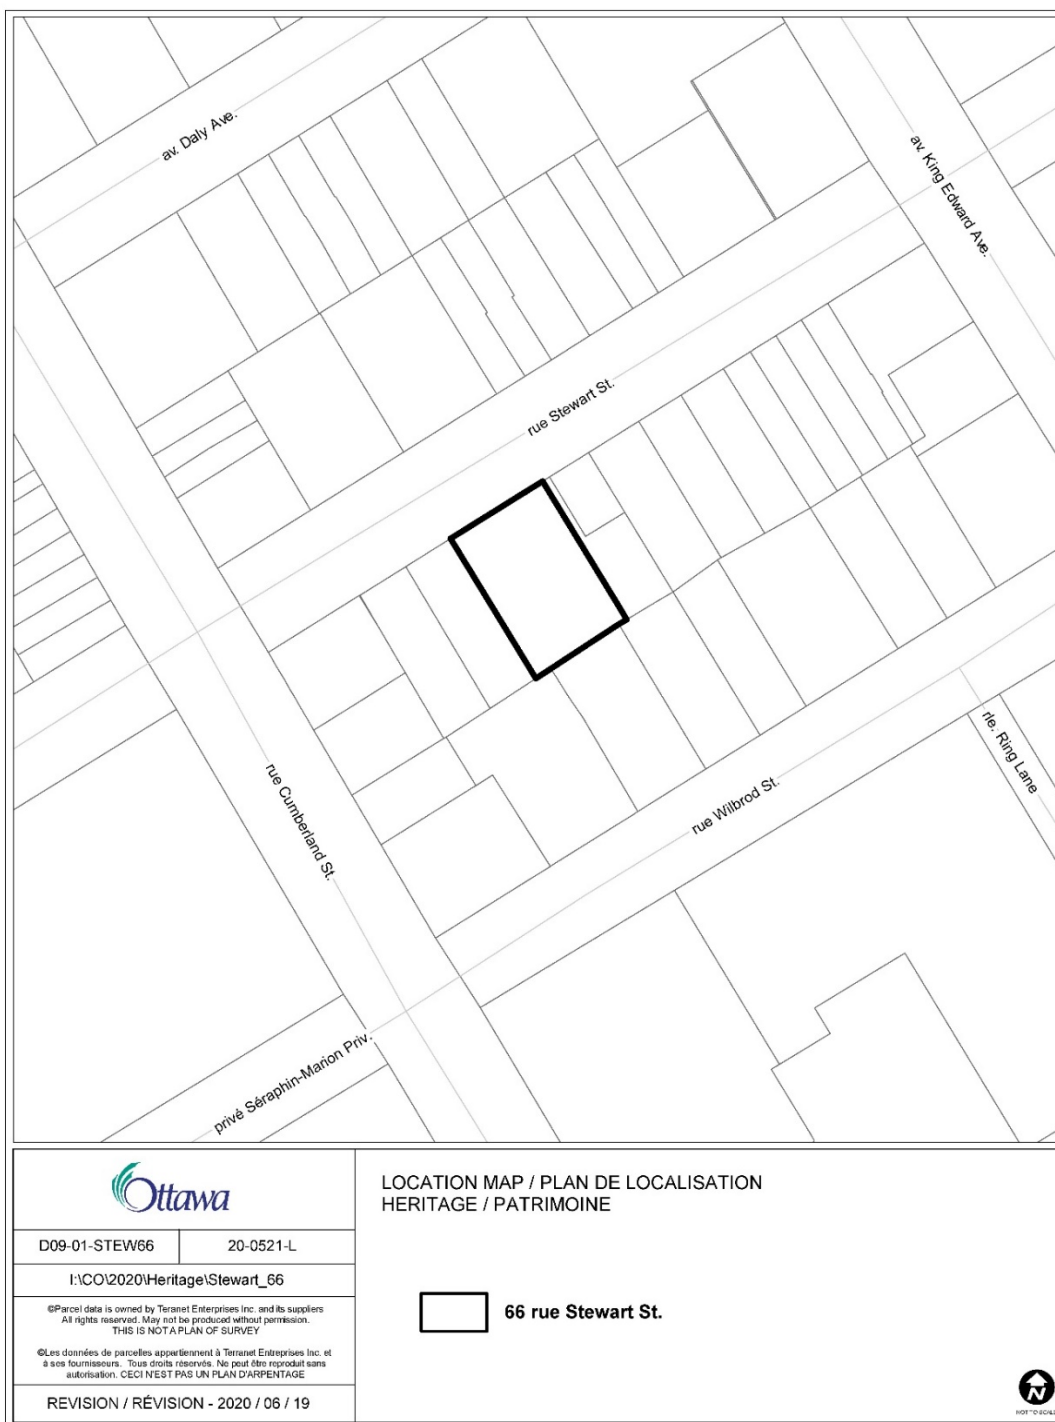 av. Daly Ave.
av. King Edward Ave.
rue Stewart St.
rle. Ring Lane
rue Cumberland St.
rue Wilbrod St.
privé Séraphin-Marion Priv.
Ottawa
D09-01-STEW66
20-0521-L
I:\CO\2020\Heritage\Stewart_66
©Parcel data is owned by Teranet Enterprises Inc. and its suppliers
All rights reserved. May not be produced without permission.
THIS IS NOT A PLAN OF SURVEY
©Les données de parcelles appartiennent à Terranet Entreprises Inc. et
à ses fournisseurs. Tous droits réservés. Ne peut être reproduit sans
autorisation. CECI N'EST PAS UN PLAN D'ARPENTAGE
REVISION / RÉVISION - 2020 / 06 / 19
LOCATION MAP / PLAN DE LOCALISATION
HERITAGE / PATRIMOINE
66 rue Stewart St.
N
NOT TO SCALE